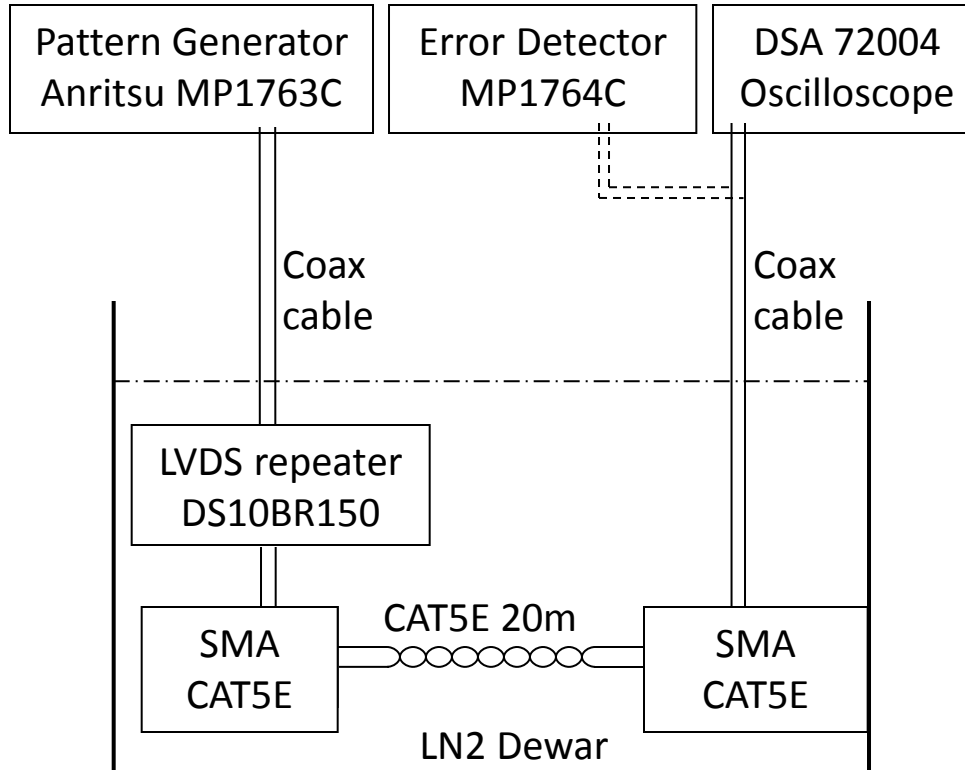 Pattern Generator
Anritsu MP1763C
Error Detector
MP1764C
DSA 72004
Oscilloscope
Coax
cable
Coax
cable
LVDS repeater
DS10BR150
SMA
CAT5E
CAT5E 20m
SMA
CAT5E
LN2 Dewar